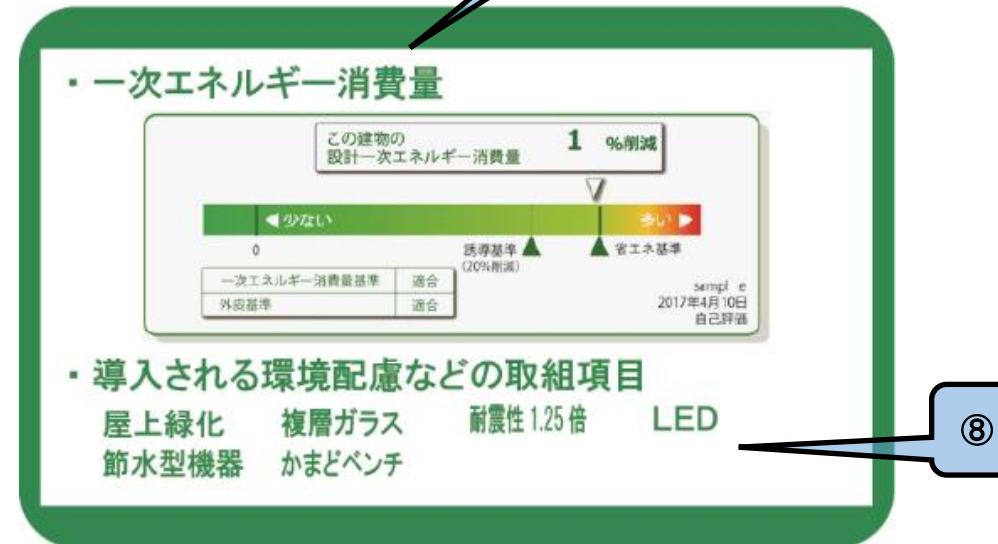 ・一次エネルギー消費量
この建物の
設計一次エネルギー消費量 1 %削減
◀少ない 多い▶
0 誘導基準 省エネ基準
(20%削減)
一次エネルギー消費量基準 適合
外皮基準 適合
sampl e
2017年4月10日
自己評価
・導入される環境配慮などの取組項目
屋上緑化 複層ガラス 耐震性1.25倍 LED
節水型機器 かまどベンチ
⑧